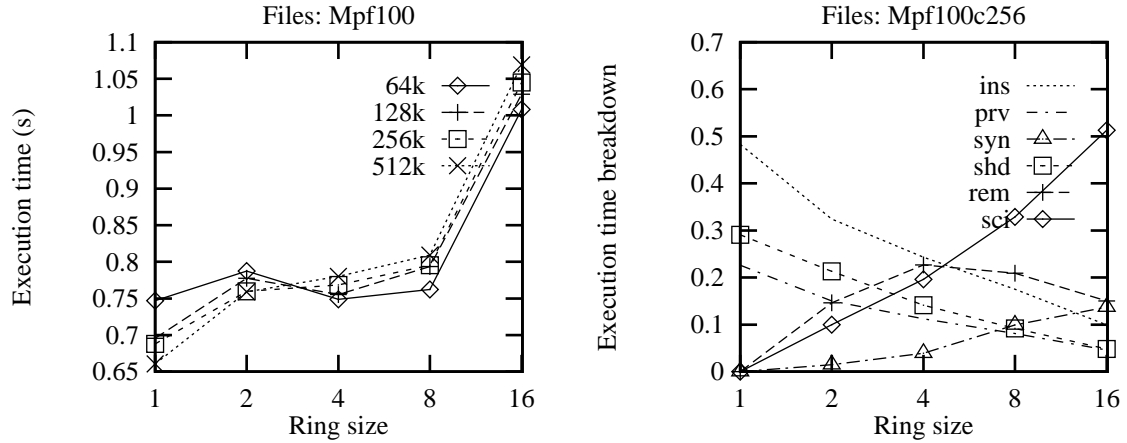 Files: Mpf100
1.1
1.05
1
0.95
0.9
0.85
0.8
0.75
0.7
0.65
Execution time (s)
64k
128k
256k
512k
1 2 4 8 16
Ring size
Files: Mpf100c256
0.7
0.6
0.5
0.4
0.3
0.2
0.1
0
Execution time breakdown
ins
prv
syn
shd
rem
sci
1 2 4 8 16
Ring size